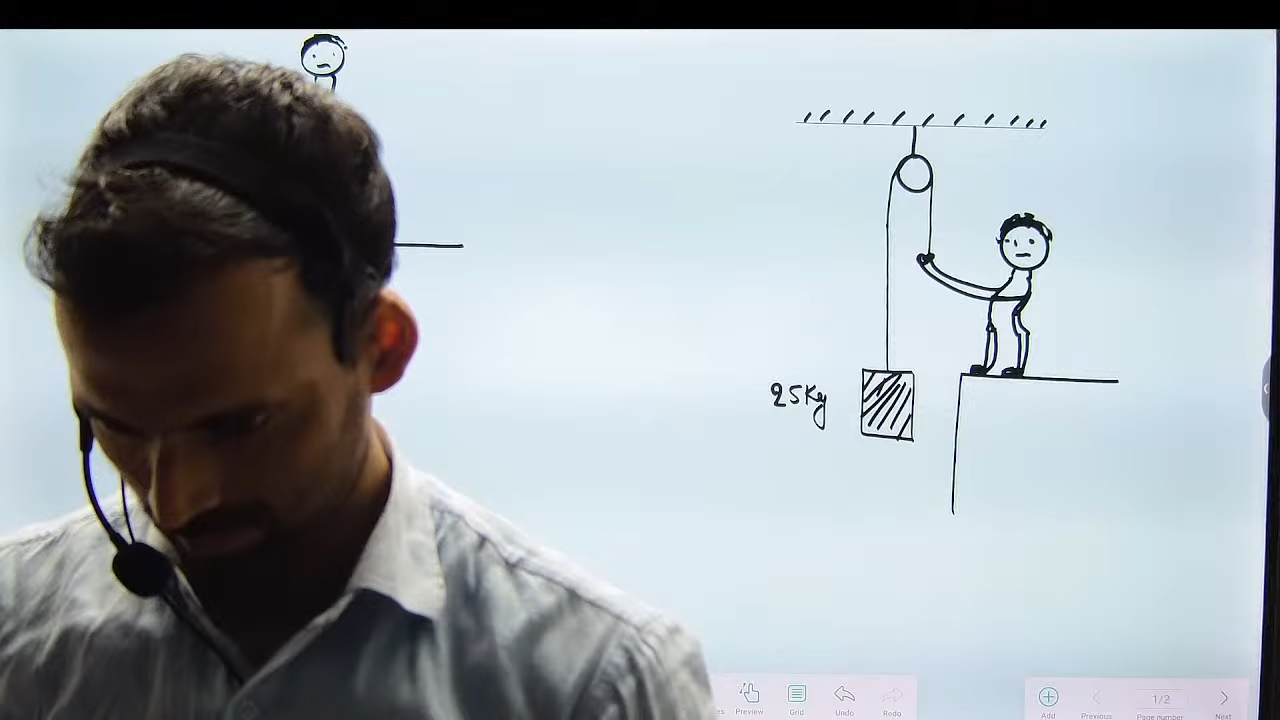 25Kg
Preview
Grid
Undo
Redo
Add
Previous
1/2
Page number
Next